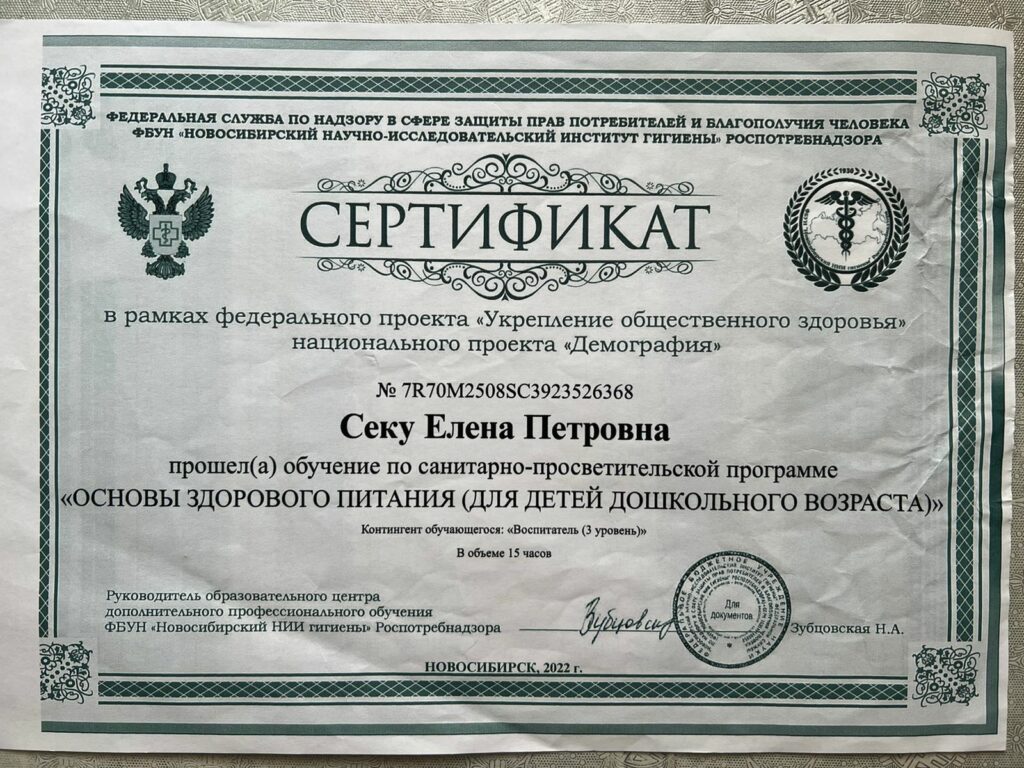 ФЕДЕРАЛЬНАЯ СЛУЖБА ПО НАДЗОРУ В СФЕРЕ ЗАЩИТЫ ПРАВ ПОТРЕБИТЕЛЕЙ И БЛАГОПОЛУЧИЯ ЧЕЛОВЕКА
ФБУН «НОВОСИБИРСКИЙ НАУЧНО-ИССЛЕДОВАТЕЛЬСКИЙ ИНСТИТУТ ГИГИЕНЫ» РОСПОТРЕБНАДЗОРА
1930
СЕРТИФИКАТ
в рамках федерального проекта «Укрепление общественного здоровья»
национального проекта «Демография»
№ 7R70M2508SC3923526368
Секу Елена Петровна
прошел(а) обучение по санитарно-просветительской программе
«ОСНОВЫ ЗДОРОВОГО ПИТАНИЯ (ДЛЯ ДЕТЕЙ ДОШКОЛЬНОГО ВОЗРАСТА)»
Контингент обучающегося: «Воспитатель (3 уровень)»
В объеме 15 часов
Руководитель образовательного центра
дополнительного профессионального обучения
ФБУН «Новосибирский НИИ гигиены» Роспотребнадзора
Зубцовская Н.А.
Для
документов
НОВОСИБИРСК, 2022 г.